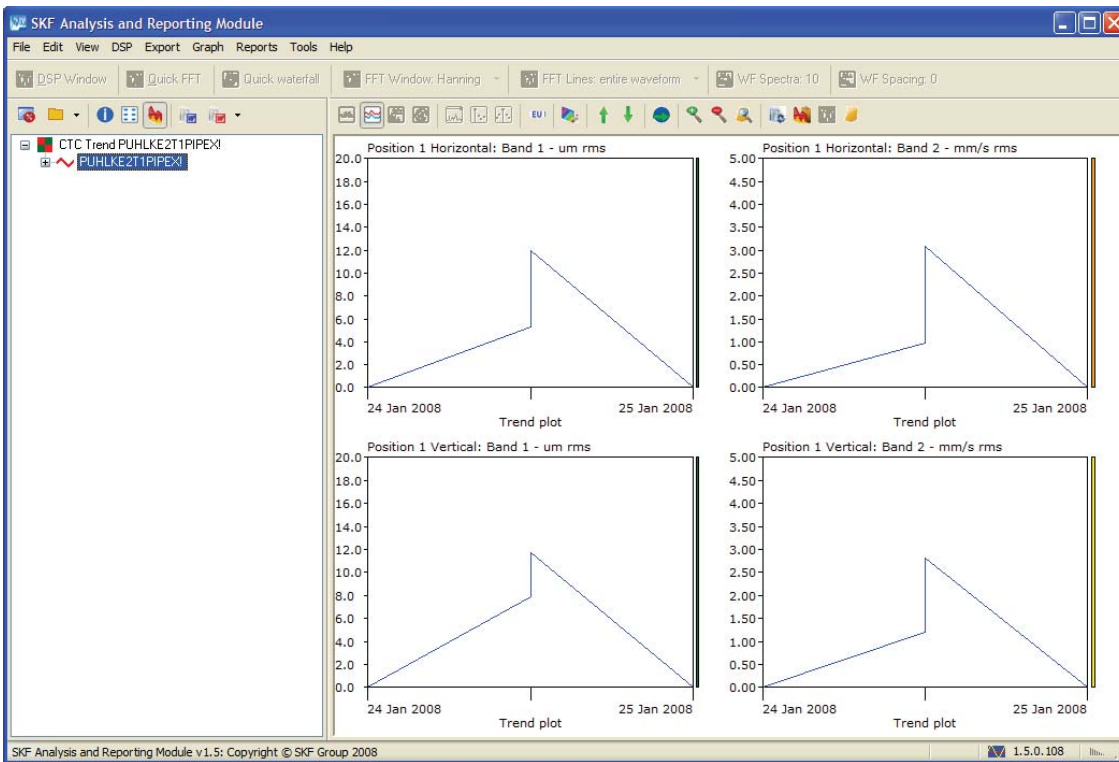 SKF Analysis and Reporting Module
File Edit View DSP Export Graph Reports Tools Help
DSP Window Quick FFT Quick waterfall FFT Window: Hanning FFT Lines: entire waveform WF Spectra: 10 WF Spacing: 0
EU!
CTC Trend PUHLKE2T1PIPEX!
PUHLKE2T1PIPEX!
Position 1 Horizontal: Band 1 - um rms
20.0
18.0
16.0
14.0
12.0
10.0
8.0
6.0
4.0
2.0
0.0
24 Jan 2008 25 Jan 2008
Trend plot
Position 1 Horizontal: Band 2 - mm/s rms
5.00
4.50
4.00
3.50
3.00
2.50
2.00
1.50
1.00
0.50
0.00
24 Jan 2008 25 Jan 2008
Trend plot
Position 1 Vertical: Band 1 - um rms
20.0
18.0
16.0
14.0
12.0
10.0
8.0
6.0
4.0
2.0
0.0
24 Jan 2008 25 Jan 2008
Trend plot
Position 1 Vertical: Band 2 - mm/s rms
5.00
4.50
4.00
3.50
3.00
2.50
2.00
1.50
1.00
0.50
0.00
24 Jan 2008 25 Jan 2008
Trend plot
SKF Analysis and Reporting Module v1.5: Copyright © SKF Group 2008 1.5.0.108